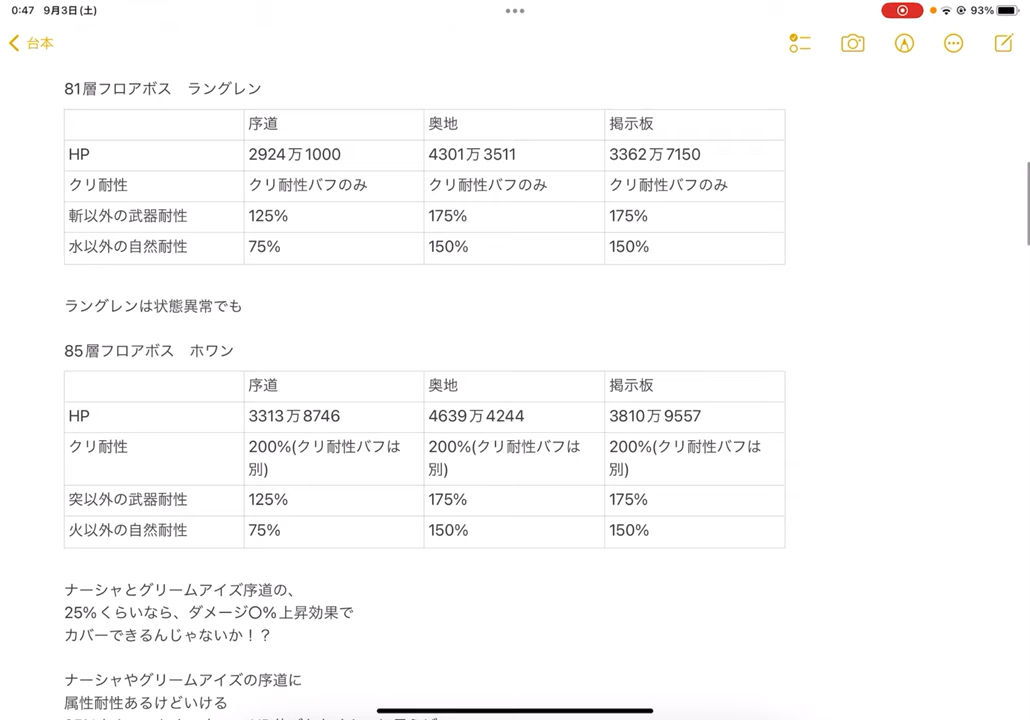 0:47 9月3日(土)
93%
台本
81層フロアボス ラングレン
序道 奥地 掲示板
HP 2924万1000 4301万3511 3362万7150
クリ耐性 クリ耐性バフのみ クリ耐性バフのみ クリ耐性バフのみ
斬以外の武器耐性 125% 175% 175%
水以外の自然耐性 75% 150% 150%
ラングレンは状態異常でも
85層フロアボス ホワン
序道 奥地 掲示板
HP 3313万8746 4639万4244 3810万9557
クリ耐性 200%(クリ耐性バフは 200%(クリ耐性バフは 200%(クリ耐性バフは
別) 別) 別)
突以外の武器耐性 125% 175% 175%
火以外の自然耐性 75% 150% 150%
ナーシャとグリームアイズ序道の、
25%くらいなら、ダメージ〇%上昇効果で
カバーできるんじゃないか！？
ナーシャやグリームアイズの序道に
属性耐性あるけどいける